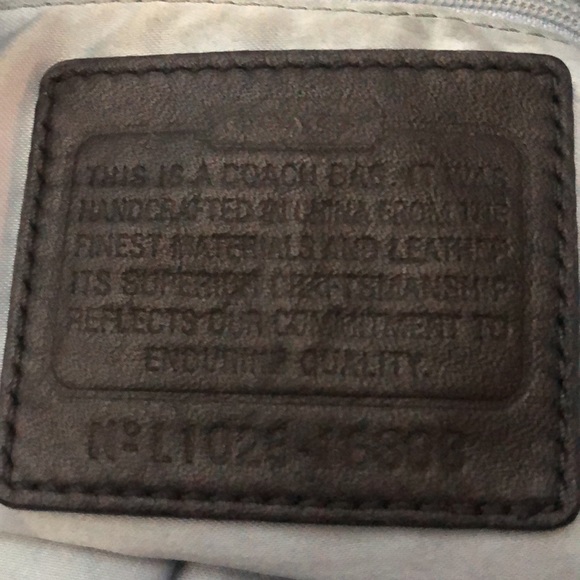 THIS IS A COACH BAG. IT WAS
HANDCRAFTED IN CHINA FROM THE
FINEST MATERIALS AND LEATHER
ITS SUPERIOR CRAFTSMANSHIP
REFLECTS OUR COMMITMENT TO
ENDURING QUALITY.